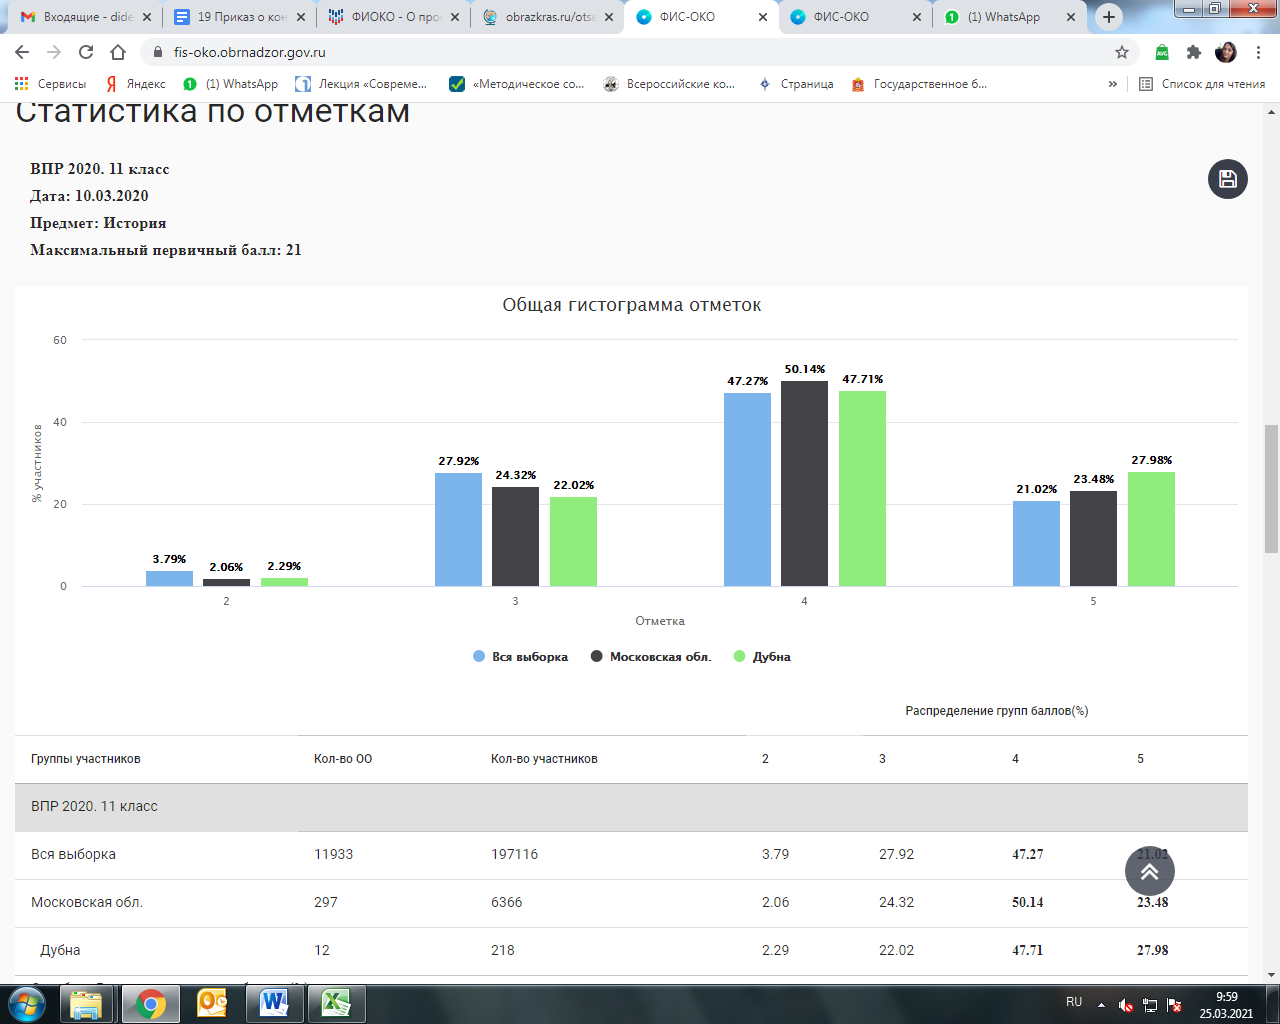 Входящие - dide
19 Приказ о кон
ФИОКО - О про
obrazkras.ru/otse
ФИС-ОКО
ФИС-ОКО
(1) WhatsApp
fis-oko.obrnadzor.gov.ru
Сервисы
Яндекс
(1) WhatsApp
Лекция «Совреме...
«Методическое со...
Всероссийские ко...
Страница
Государственное б...
»
Список для чтения
Статистика по отметкам
ВПР 2020. 11 класс
Дата: 10.03.2020
Предмет: История
Максимальный первичный балл: 21
Общая гистограмма отметок
60
40
20
0
% участников
3.79% 2.06% 2.29%
27.92% 24.32% 22.02%
47.27% 50.14% 47.71%
21.02% 23.48% 27.98%
2 3 4 5
Отметка
Вся выборка Московская обл. Дубна
Распределение групп баллов(%)
Группы участников Кол-во ОО Кол-во участников 2 3 4 5
ВПР 2020. 11 класс
Вся выборка 11933 197116 3.79 27.92 47.27 21.02
Московская обл. 297 6366 2.06 24.32 50.14 23.48
Дубна 12 218 2.29 22.02 47.71 27.98
RU
9:59
25.03.2021